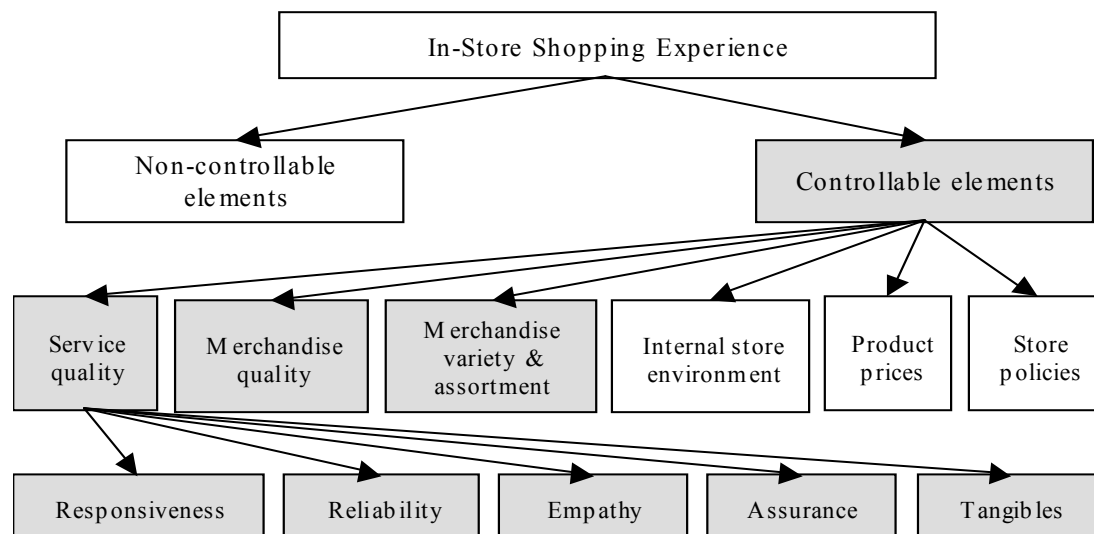 In-Store Shopping Experience
Non-controllable
elements
Controllable elements
Service
quality
Merchandise
quality
Merchandise
variety &
assortment
Internal store
environment
Product
prices
Store
policies
Responsiveness
Reliability
Empathy
Assurance
Tangibles